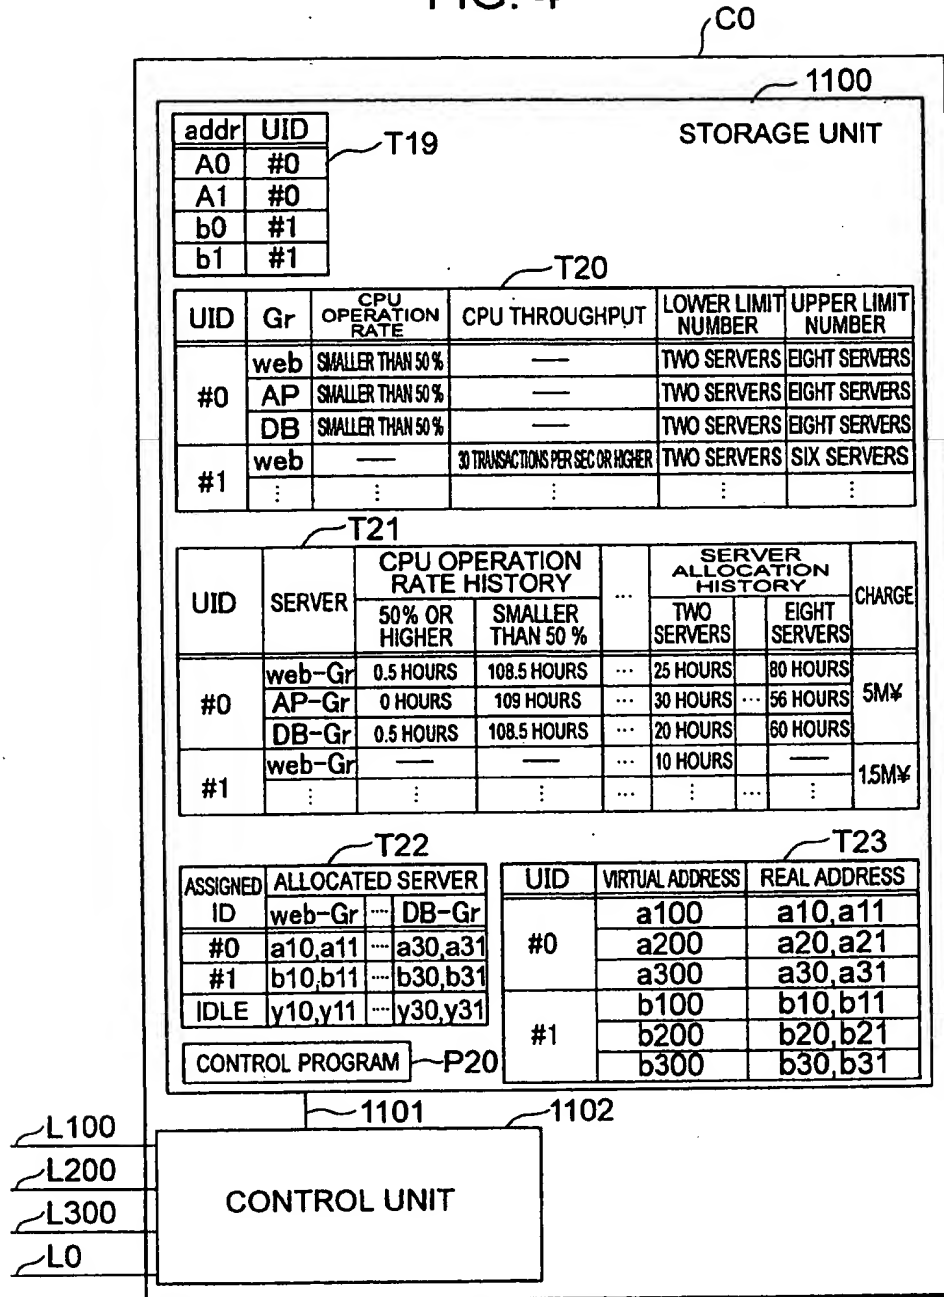 FIG. 4
C0
1100
STORAGE UNIT
addr UID
T19
A0 #0
A1 #0
b0 #1
b1 #1
T20
UID Gr CPU OPERATION RATE CPU THROUGHPUT LOWER LIMIT NUMBER UPPER LIMIT NUMBER
#0 web SMALLER THAN 50 % — TWO SERVERS EIGHT SERVERS
AP SMALLER THAN 50 % — TWO SERVERS EIGHT SERVERS
DB SMALLER THAN 50 % — TWO SERVERS EIGHT SERVERS
#1 web — 30 TRANSACTIONS PER SEC OR HIGHER TWO SERVERS SIX SERVERS
⋮ ⋮ ⋮ ⋮ ⋮
T21
UID SERVER CPU OPERATION RATE HISTORY ... SERVER ALLOCATION HISTORY CHARGE
50% OR HIGHER SMALLER THAN 50 % TWO SERVERS EIGHT SERVERS
#0 web-Gr 0.5 HOURS 108.5 HOURS ... 25 HOURS 80 HOURS 5M¥
AP-Gr 0 HOURS 109 HOURS ... 30 HOURS ... 56 HOURS
DB-Gr 0.5 HOURS 108.5 HOURS ... 20 HOURS 60 HOURS
#1 web-Gr — — ... 10 HOURS — 1.5M¥
⋮ ⋮ ⋮ ... ⋮ ... ⋮
T22
ASSIGNED ID ALLOCATED SERVER
web-Gr ... DB-Gr
#0 a10,a11 ... a30,a31
#1 b10,b11 ... b30,b31
IDLE y10,y11 ... y30,y31
T23
UID VIRTUAL ADDRESS REAL ADDRESS
#0 a100 a10,a11
a200 a20,a21
a300 a30,a31
#1 b100 b10,b11
b200 b20,b21
b300 b30,b31
CONTROL PROGRAM P20
1101
1102
L100
L200
L300
L0
CONTROL UNIT